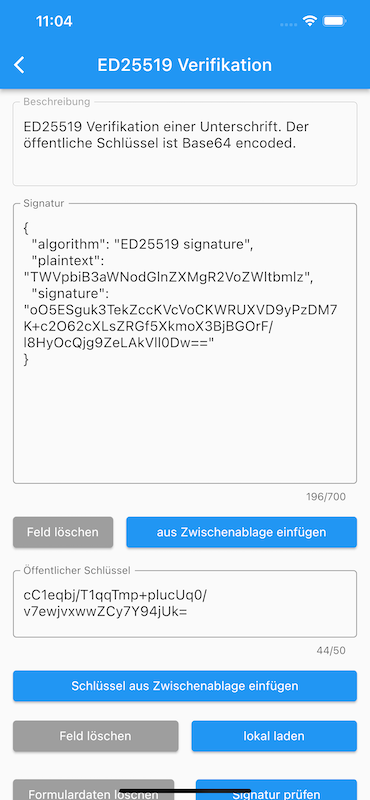 11:04
ED25519 Verifikation
Beschreibung
ED25519 Verifikation einer Unterschrift. Der
öffentliche Schlüssel ist Base64 encoded.
Signatur
{
"algorithm": "ED25519 signature",
"plaintext":
"TWVpbiB3aWNodGlnZXMgR2VoZWltbmlz",
"signature":
"oO5ESguk3TekZccKVcVoCKWRUXVD9yPzDM7
K+c2O62cXLsZRGf5XkmoX3BjBGOrF/
l8HyOcQjg9ZeLAkVlI0Dw=="
}
196/700
Feld löschen
aus Zwischenablage einfügen
Öffentlicher Schlüssel
cC1eqbj/T1qqTmp+plucUq0/
v7ewjvxwwZCy7Y94jUk=
44/50
Schlüssel aus Zwischenablage einfügen
Feld löschen
lokal laden
Formulardaten löschen
Signatur prüfen